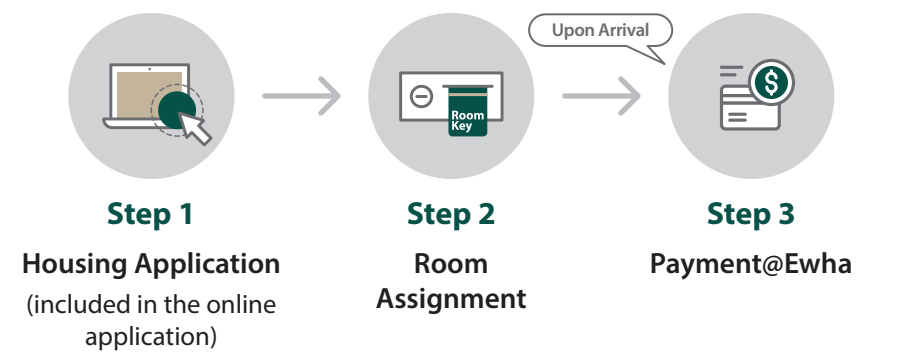 Upon Arrival
Room
Key
Step 1
Housing Application
(included in the online
application)
Step 2
Room
Assignment
Step 3
Payment@Ewha